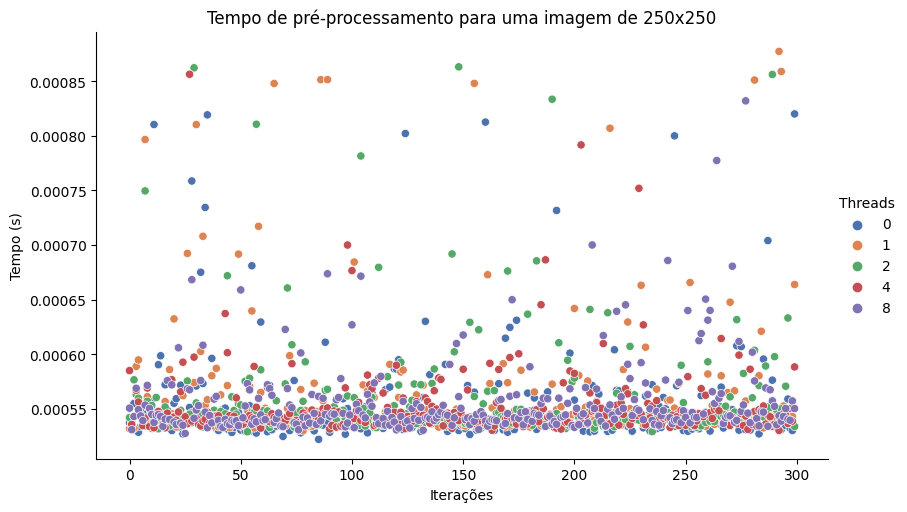 Tempo de pré-processamento para uma imagem de 250x250
Tempo (s)
0.00085
0.00080
0.00075
0.00070
0.00065
0.00060
0.00055
0 50 100 150 200 250 300
Iterações
Threads
0
1
2
4
8